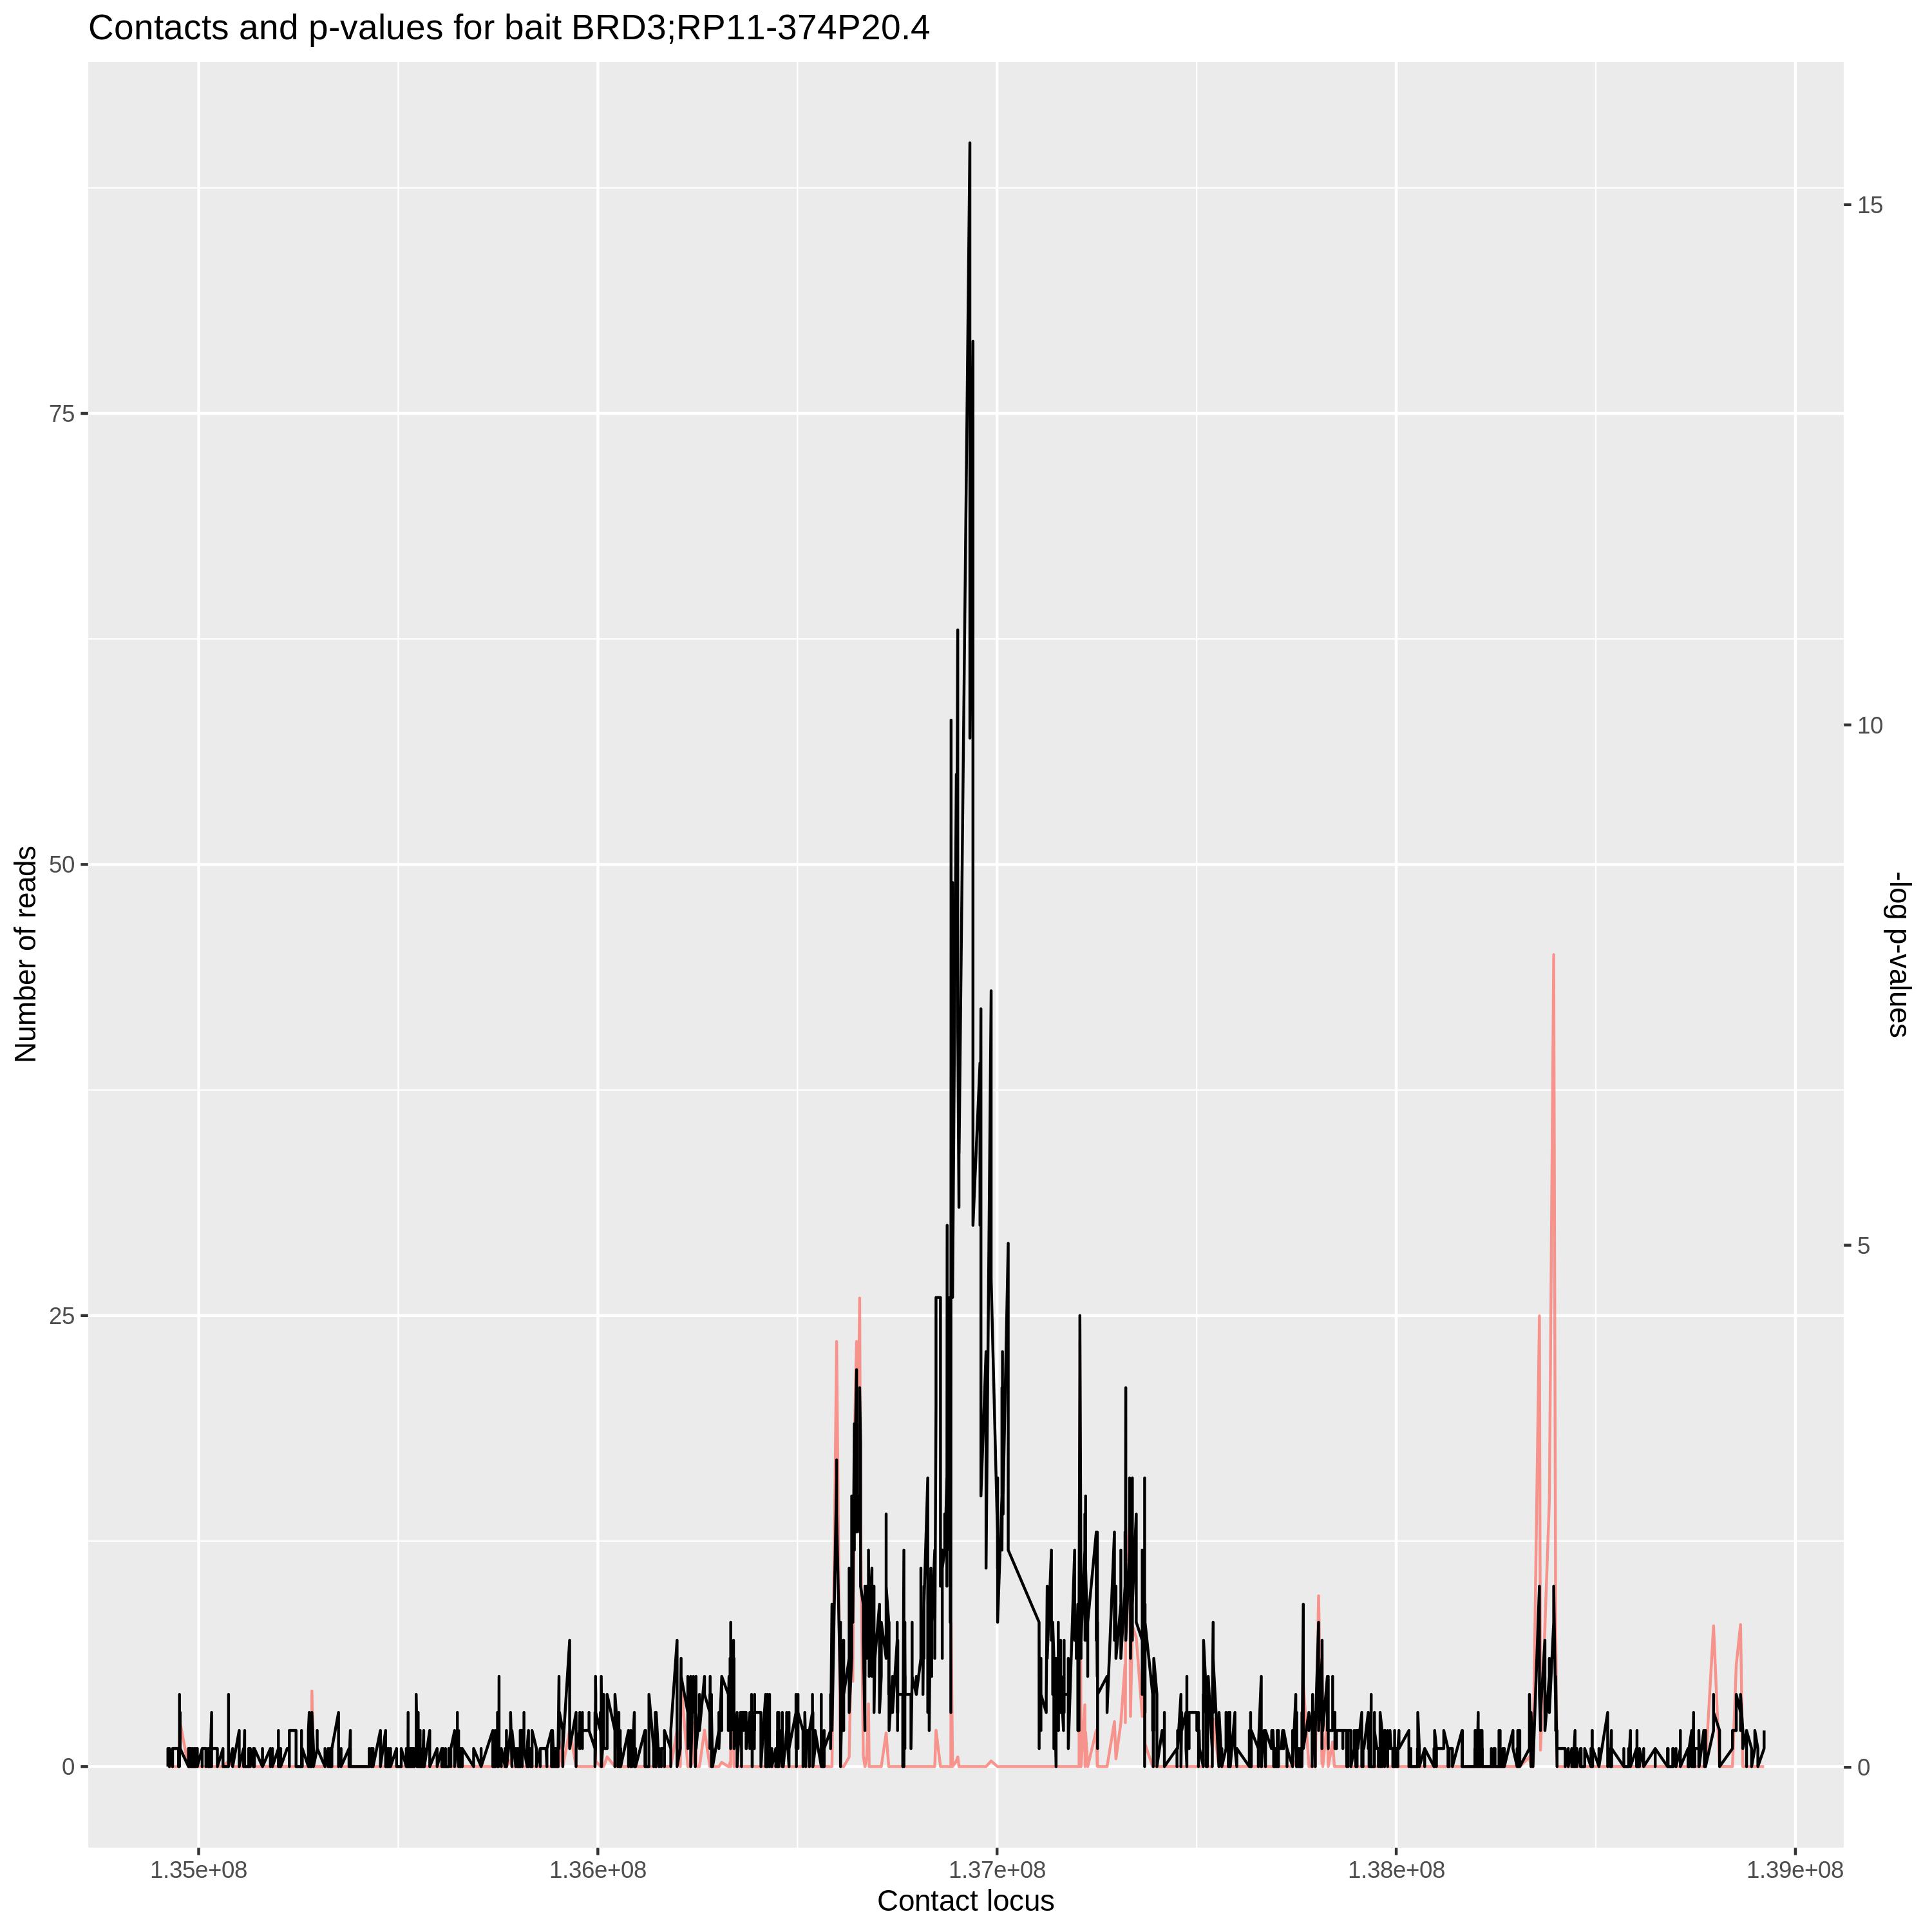 Contacts and p-values for bait BRD3;RP11-374P20.4
Number of reads
75
50
25
0
15
10
5
0
-log p-values
1.35e+08
1.36e+08
1.37e+08
1.38e+08
1.39e+08
Contact locus